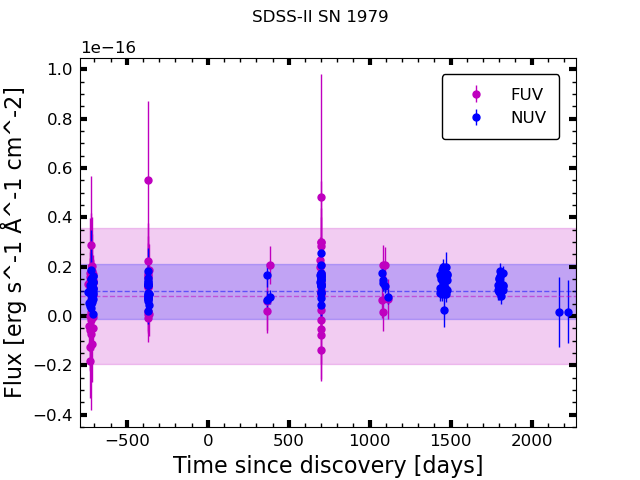 SDSS-II SN 1979
1e−16
1.0
0.8
0.6
0.4
0.2
0.0
−0.2
−0.4
Flux [erg s^-1 Å^-1 cm^-2]
FUV
NUV
−500 0 500 1000 1500 2000
Time since discovery [days]